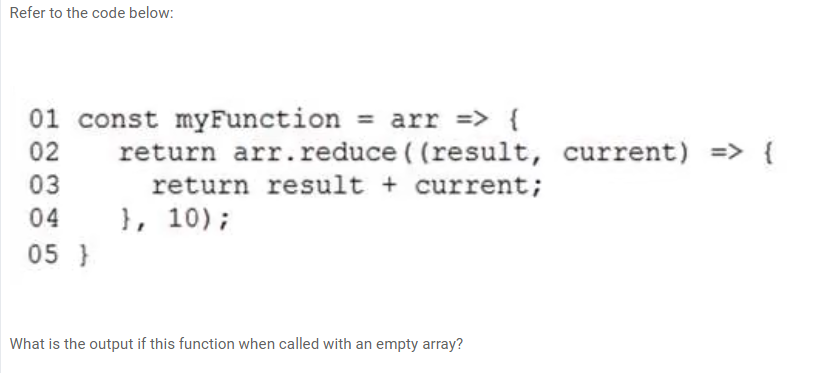 Refer to the code below:
01 const myFunction = arr => {
02 return arr.reduce((result, current) => {
03 return result + current;
04 }, 10);
05 }
What is the output if this function when called with an empty array?